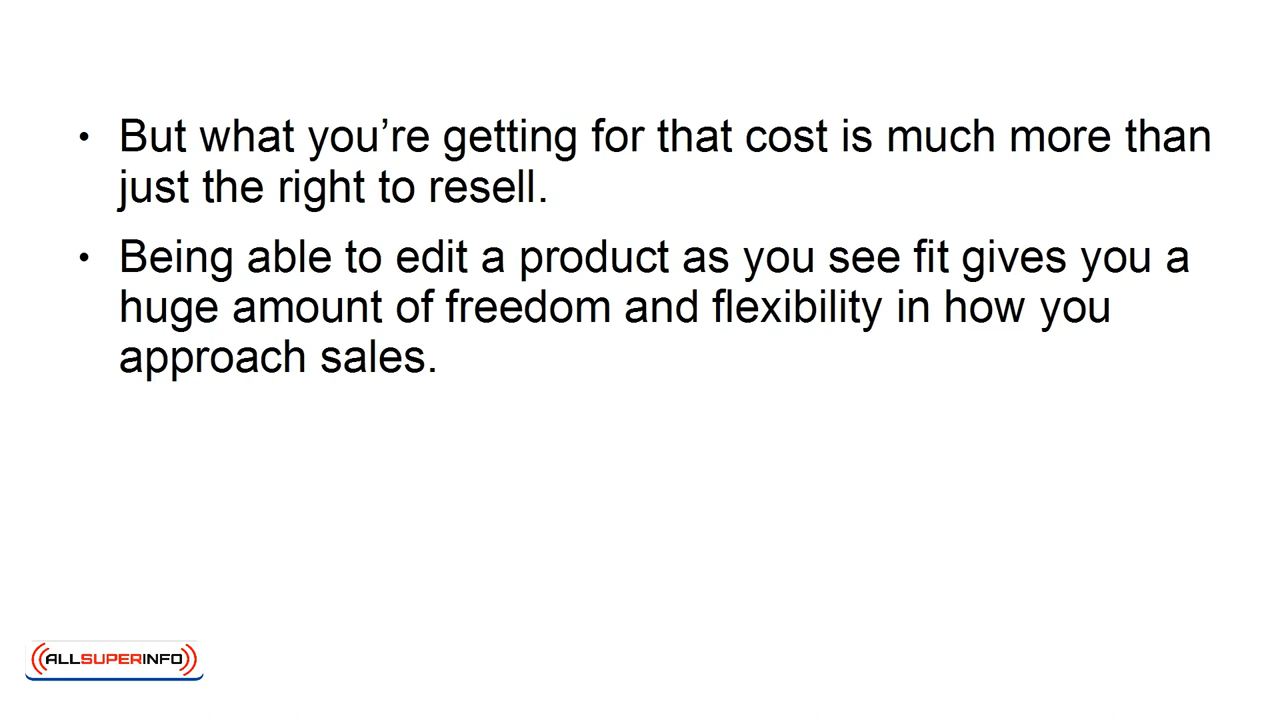 • But what you’re getting for that cost is much more than
just the right to resell.
• Being able to edit a product as you see fit gives you a
huge amount of freedom and flexibility in how you
approach sales.
ALLSUPERINFO